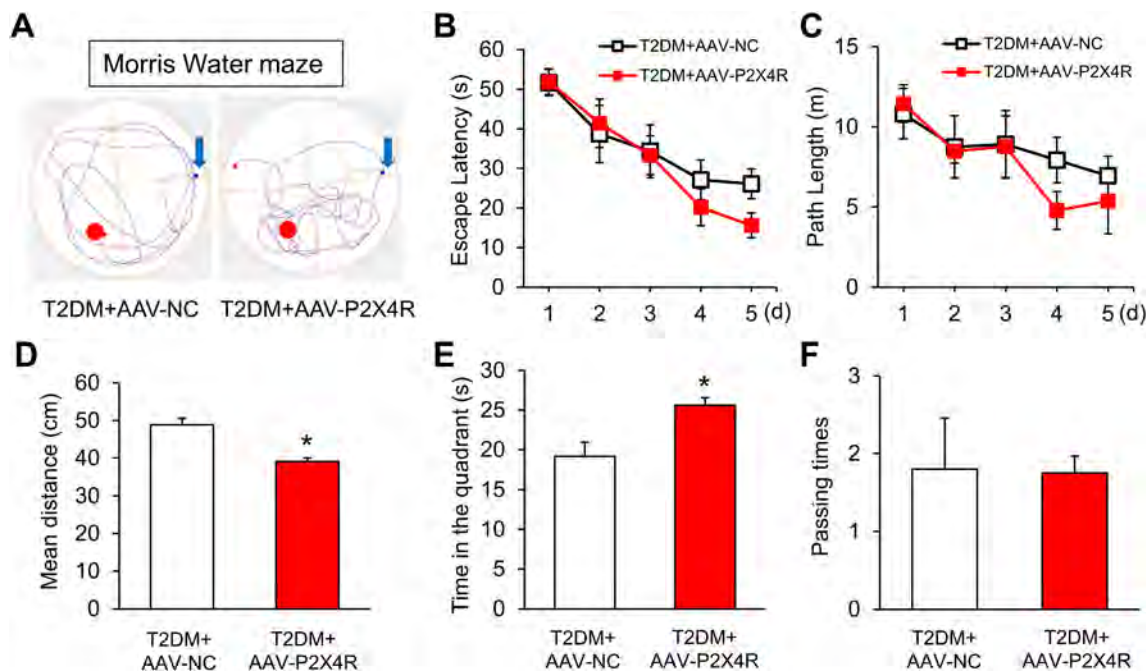 A
Morris Water maze
T2DM+AAV-NC
T2DM+AAV-P2X4R
B
Escape Latency (s)
60
50
40
30
20
10
0
T2DM+AAV-NC
T2DM+AAV-P2X4R
1 2 3 4 5 (d)
C
Path Length (m)
15
10
5
0
T2DM+AAV-NC
T2DM+AAV-P2X4R
1 2 3 4 5 (d)
D
Mean distance (cm)
60
50
40
30
20
10
0
*
T2DM+
AAV-NC
T2DM+
AAV-P2X4R
E
Time in the quadrant (s)
30
25
20
15
10
5
0
*
T2DM+
AAV-NC
T2DM+
AAV-P2X4R
F
Passing times
3
2
1
0
T2DM+
AAV-NC
T2DM+
AAV-P2X4R